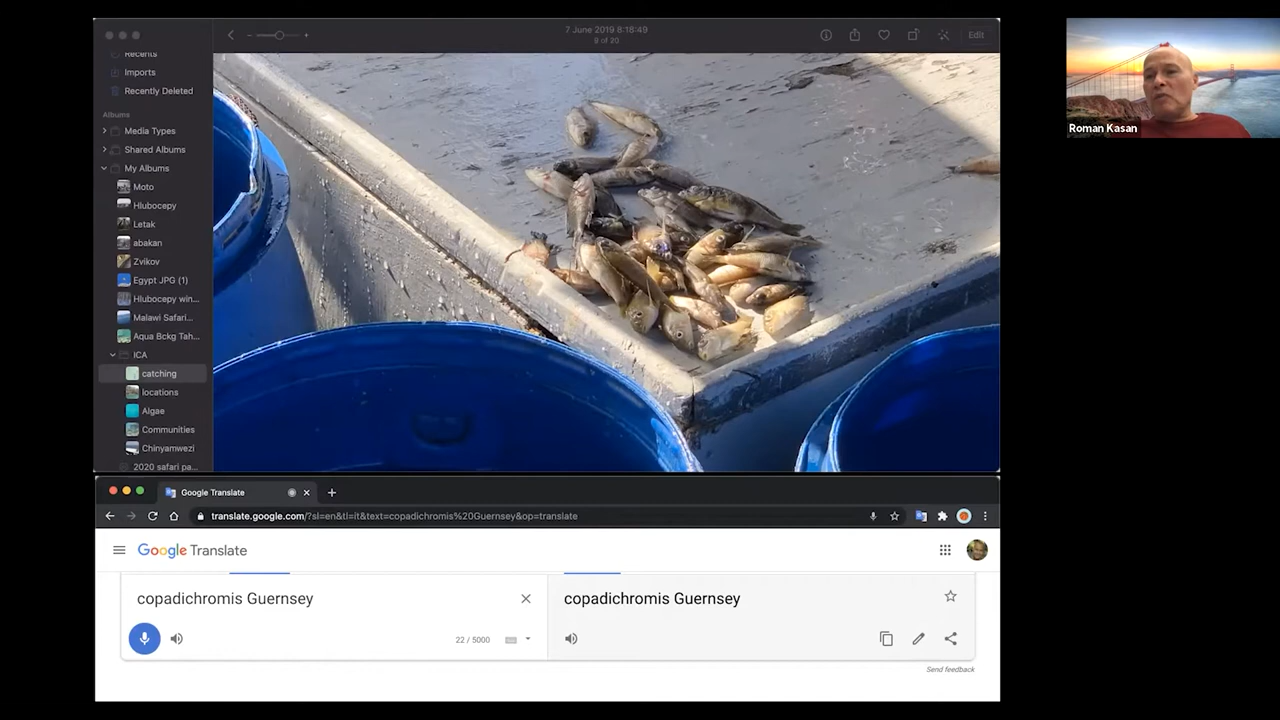 7 June 2019 8:18:49
9 of 20
Edit
Recents
Imports
Recently Deleted
Albums
Media Types
Shared Albums
My Albums
Moto
Hlubocepy
Letak
abakan
Zvikov
Egypt JPG (1)
Hlubocepy win...
Malawi Safari...
Aqua Bckg Tah...
ICA
catching
locations
Algae
Communities
Chinyamwezi
2020 safari pa...
Roman Kasan
Google Translate
translate.google.com/?sl=en&tl=it&text=copadichromis%20Guernsey&op=translate
Google Translate
copadichromis Guernsey
copadichromis Guernsey
22 / 5000
Send feedback